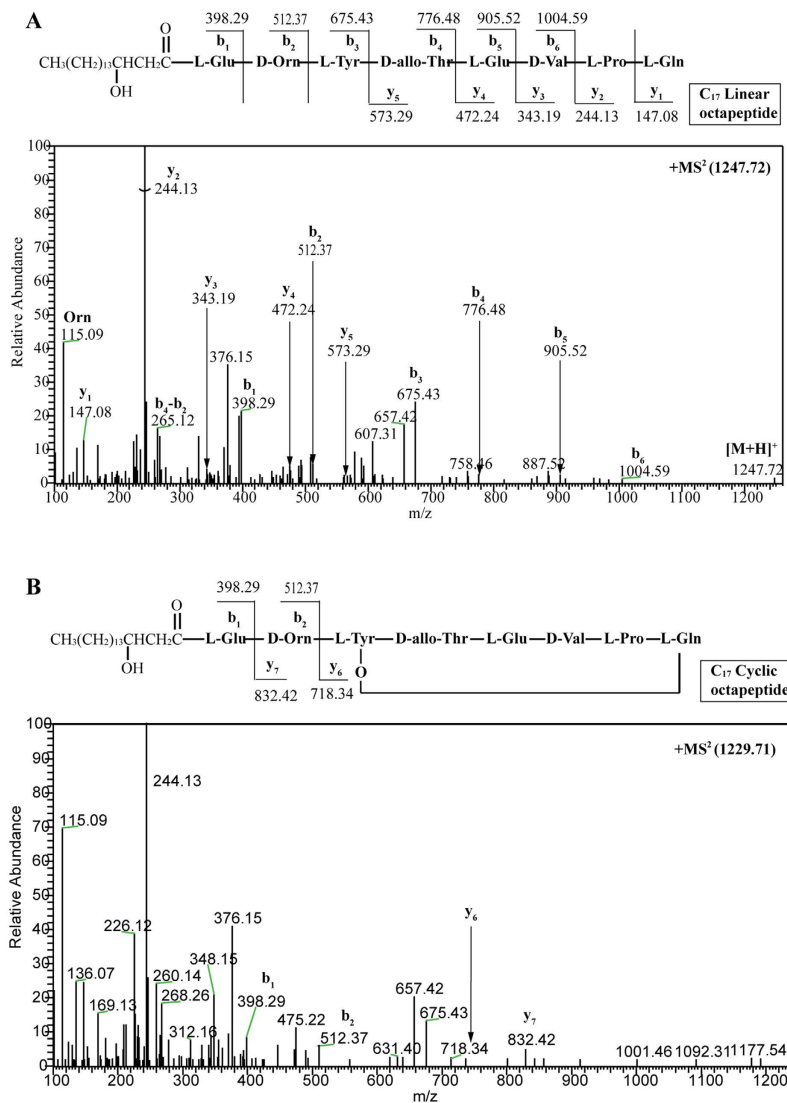 A
398.29 512.37 675.43 776.48 905.52 1004.59
b1 b2 b3 b4 b5 b6
O
CH3(CH2)13CHCH2C—L-Glu—D-Orn—L-Tyr—D-allo-Thr—L-Glu—D-Val—L-Pro—L-Gln
OH
y5 y4 y3 y2 y1
573.29 472.24 343.19 244.13 147.08
C17 Linear
octapeptide
+MS2 (1247.72)
Relative Abundance
100
90
80
70
60
50
40
30
20
10
0
y2
244.13
b2
512.37
y3
343.19
y4
472.24
b4
776.48
Orn
115.09
y5
573.29
b5
905.52
376.15
b1
398.29
b3
675.43
657.42
y1
147.08
b4-b2
265.12
607.31
758.46
887.52
b6
1004.59
[M+H]+
1247.72
100 200 300 400 500 600 700 800 900 1000 1100 1200
m/z
B
398.29 512.37
b1 b2
O
CH3(CH2)13CHCH2C—L-Glu—D-Orn—L-Tyr—D-allo-Thr—L-Glu—D-Val—L-Pro—L-Gln
OH
y7 y6 O
832.42 718.34
C17 Cyclic
octapeptide
+MS2 (1229.71)
Relative Abundance
100
90
80
70
60
50
40
30
20
10
0
244.13
115.09
226.12
376.15
y6
136.07
260.14
348.15
268.26
b1
398.29
657.42
169.13
675.43
312.16
475.22
b2
512.37
y7
832.42
631.40
718.34
1001.46
1092.31
1177.54
100 200 300 400 500 600 700 800 900 1000 1100 1200
m/z